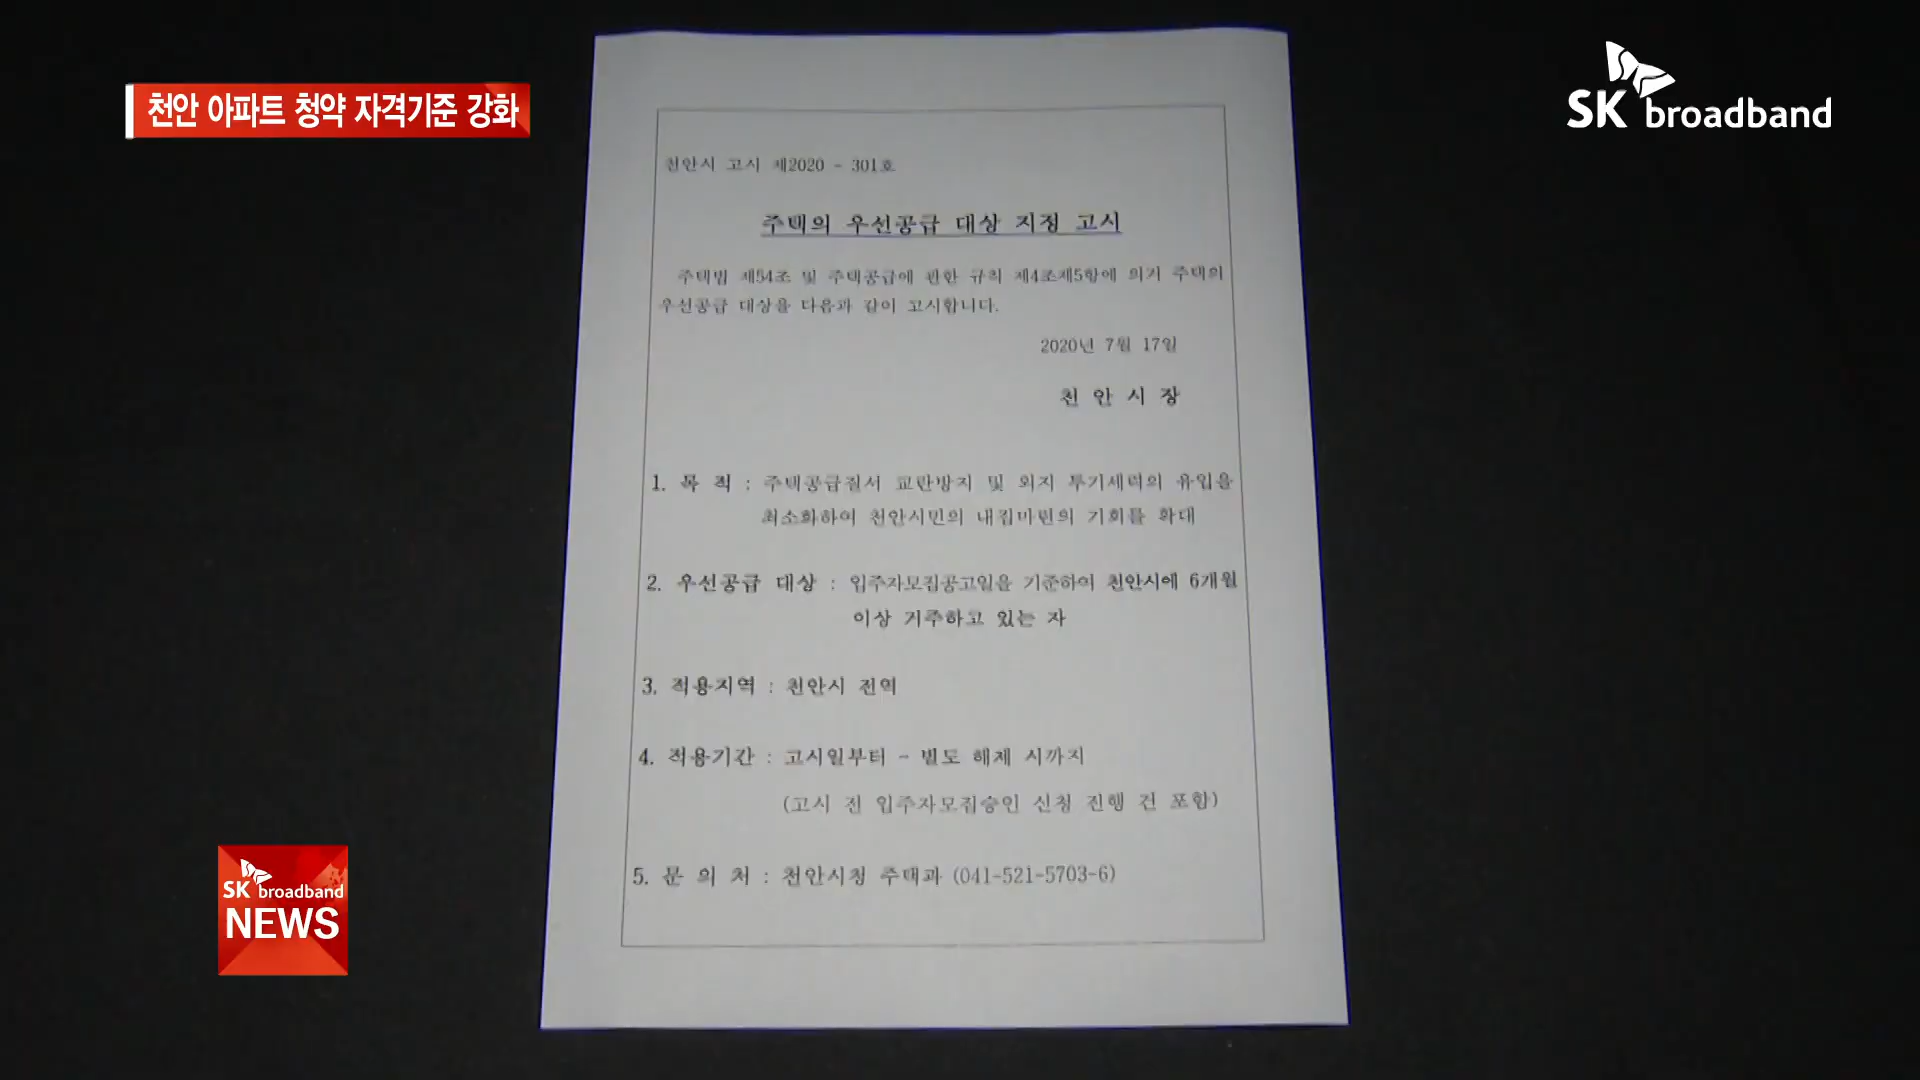 천안 아파트 청약 자격기준 강화
SK broadband
천안시 고시 제2020 - 301호
주택의 우선공급 대상 지정 고시
주택법 제54조 및 주택공급에 관한 규칙 제4조제5항에 의거 주택의
우선공급 대상을 다음과 같이 고시합니다.
2020년 7월 17일
천 안 시 장
1. 목 적 : 주택공급질서 교란방지 및 외지 투기세력의 유입을
최소화하여 천안시민의 내집마련의 기회를 확대
2. 우선공급 대상 : 입주자모집공고일을 기준하여 천안시에 6개월
이상 거주하고 있는 자
3. 적용지역 : 천안시 전역
4. 적용기간 : 고시일부터 - 별도 해제 시까지
(고시 전 입주자모집승인 신청 진행 건 포함)
5. 문 의 처 : 천안시청 주택과 (041-521-5703-6)
SK broadband
NEWS